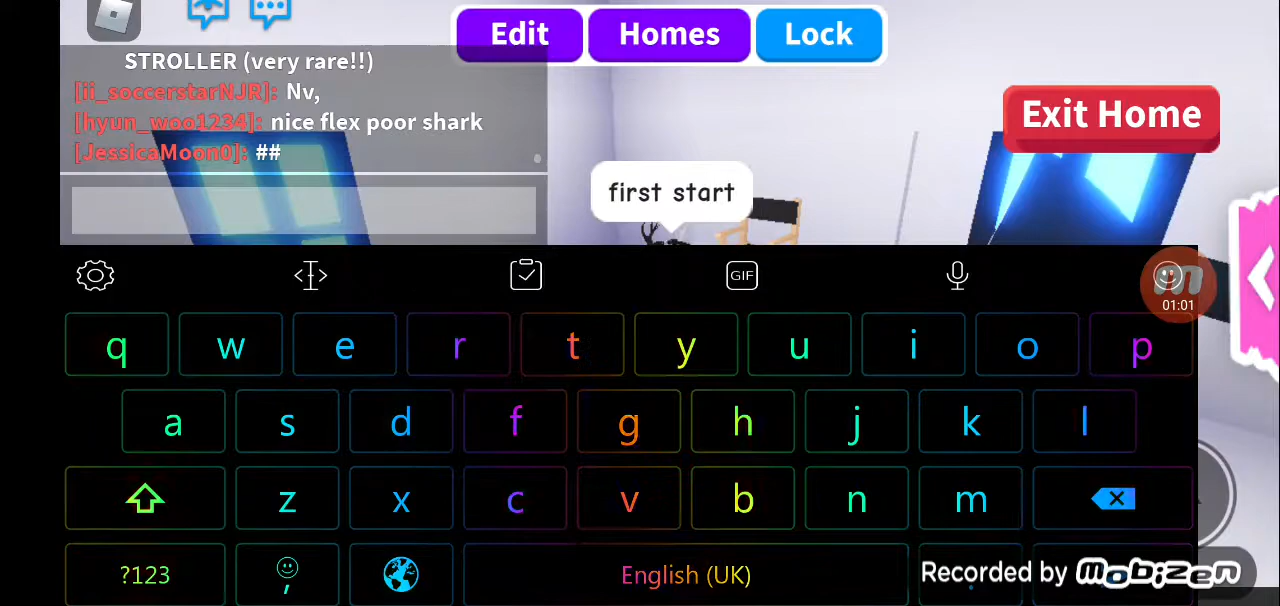 Edit
Homes
Lock
STROLLER (very rare!!)
[ii_soccerstarNJR]: Nv,
[hyun_woo1234]: nice flex poor shark
[JessicaMoon0]: ##
Exit Home
first start
GIF
m
01:01
q w e r t y u i o p
a s d f g h j k l
z x c v b n m
?123
,
English (UK)
.
Recorded by mobizen